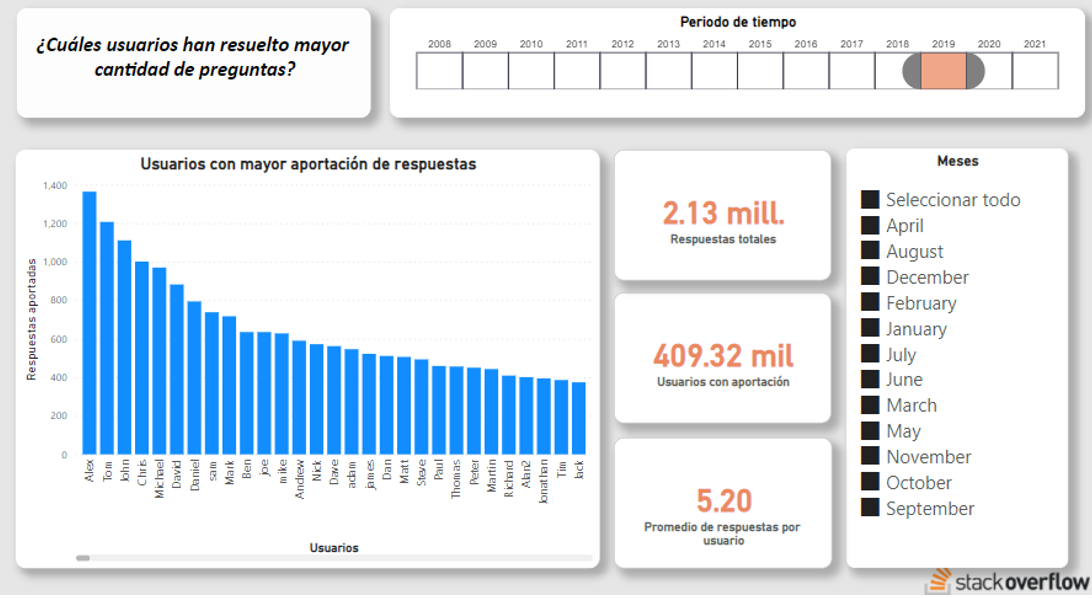 ¿Cuáles usuarios han resuelto mayor
cantidad de preguntas?
Periodo de tiempo
2008 2009 2010 2011 2012 2013 2014 2015 2016 2017 2018 2019 2020 2021
Usuarios con mayor aportación de respuestas
Respuestas aportadas
1,400
1,200
1,000
800
600
400
200
0
Alex Tom John Chris Michael David Daniel sam Mark Ben joe mike Andrew Nick Dave adam james Dan Matt Steve Paul Thomas Peter Martin Richard Alan2 Jonathan Tim Jack
Usuarios
2.13 mill.
Respuestas totales
409.32 mil
Usuarios con aportación
5.20
Promedio de respuestas por
usuario
Meses
Seleccionar todo
April
August
December
February
January
July
June
March
May
November
October
September
stackoverflow